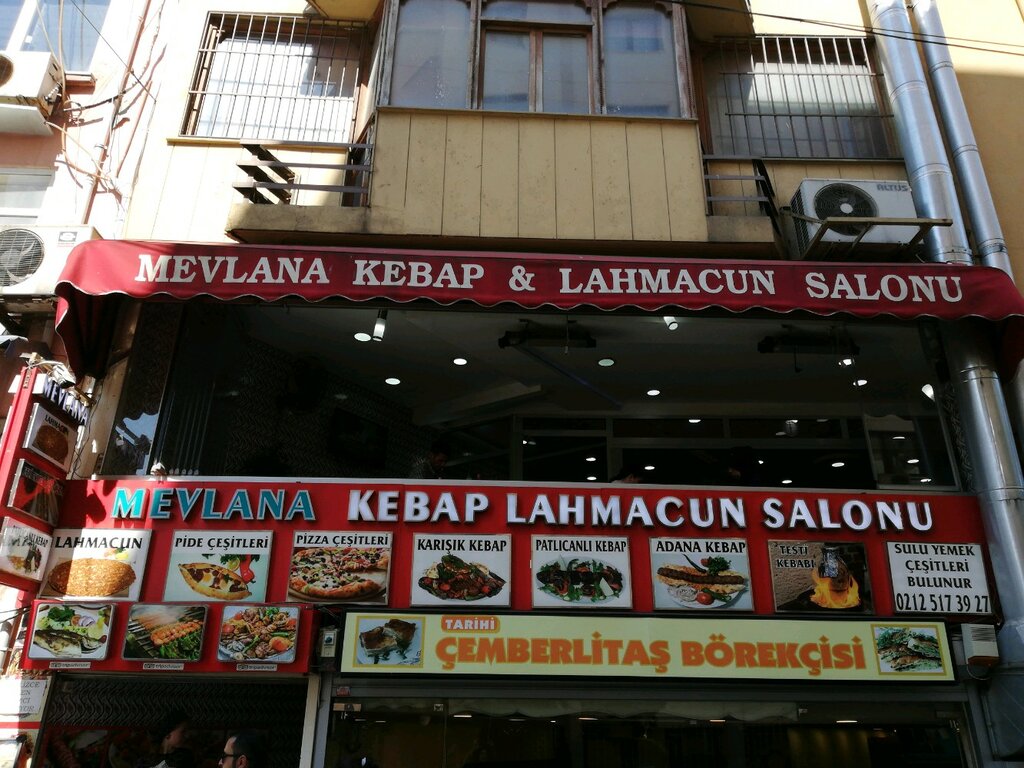 ALTUS
MEVLANA KEBAP & LAHMACUN SALONU
MEVLANA
MEVLANA KEBAP LAHMACUN SALONU
LAHMACUN
PİDE ÇEŞİTLERİ
PIZZA ÇEŞİTLERİ
KARIŞIK KEBAP
PATLICANLI KEBAP
ADANA KEBAP
TESTİ
KEBABI
SULU YEMEK
ÇEŞİTLERİ
BULUNUR
0212 517 39 27
TARİHİ
ÇEMBERLİTAŞ BÖREKÇİSİ